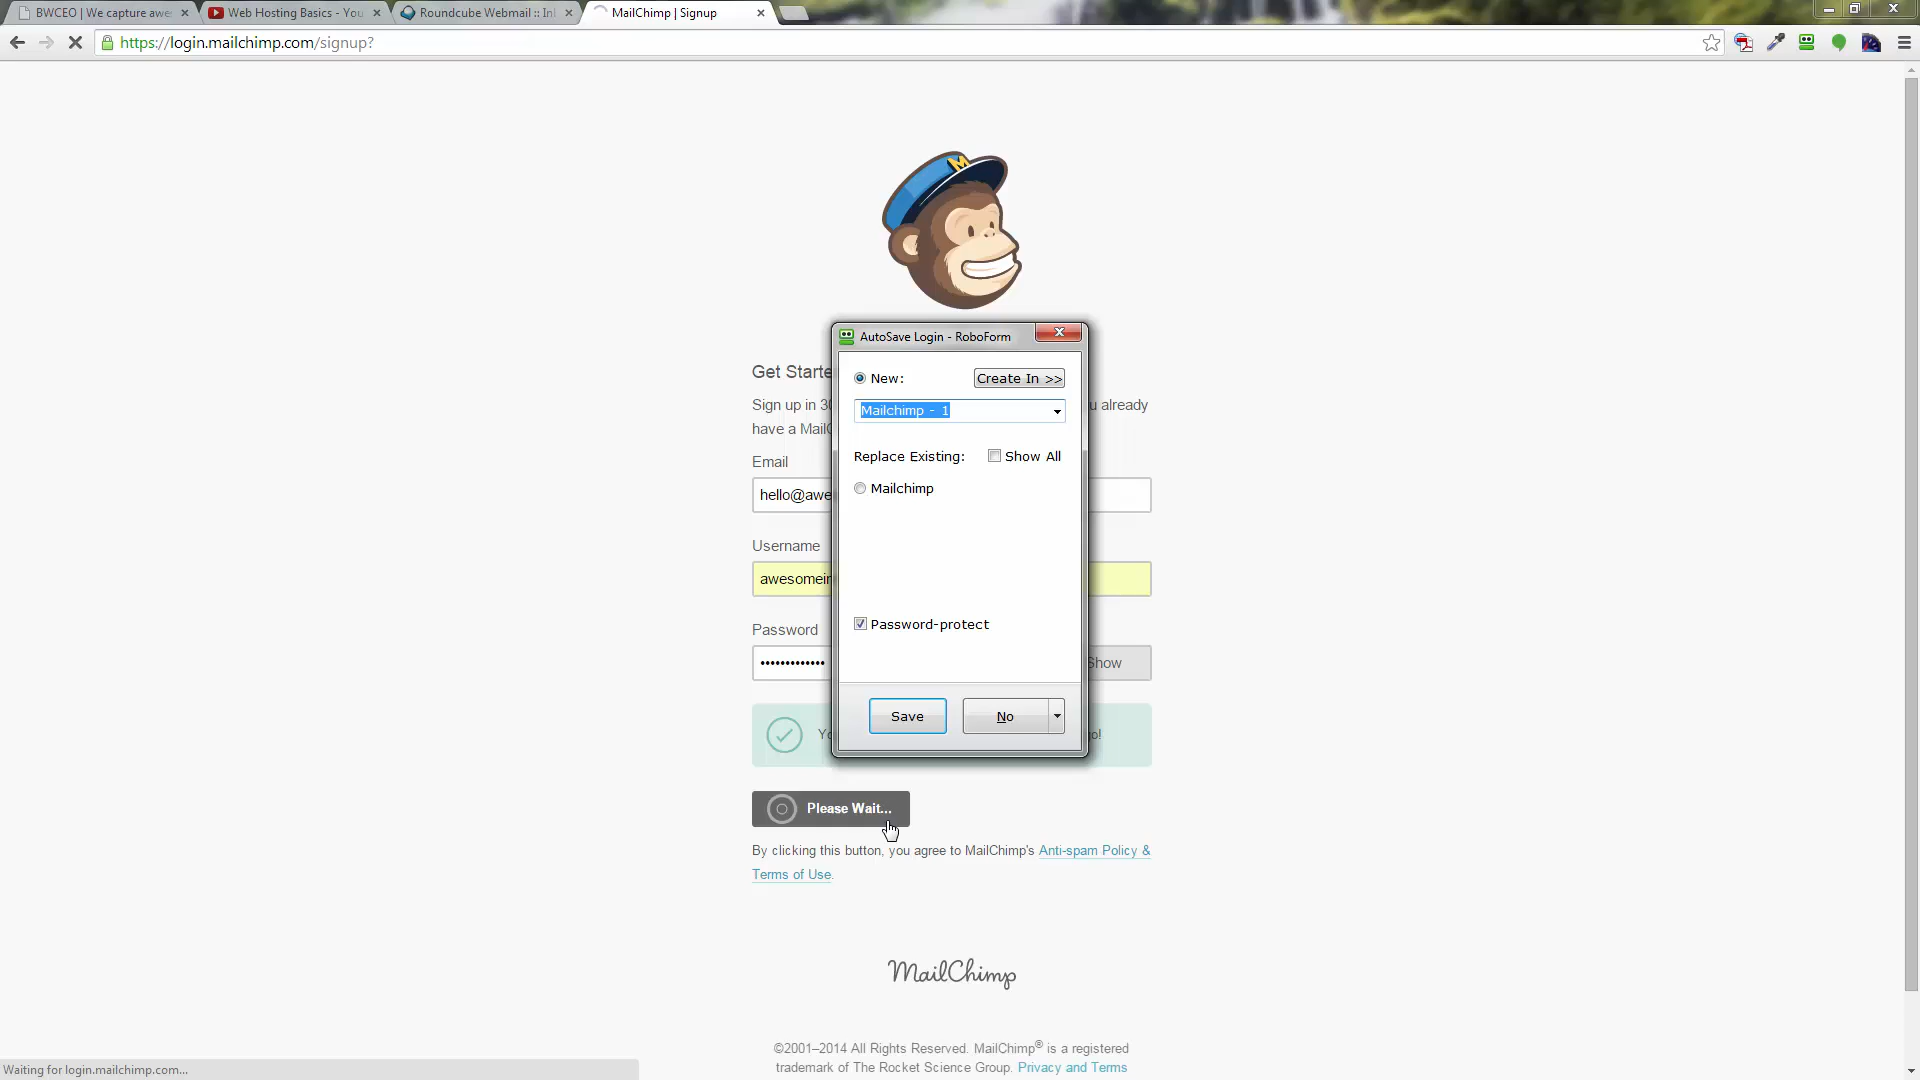 BWCEO | We capture awe
Web Hosting Basics - You
Roundcube Webmail :: In
MailChimp | Signup
https://login.mailchimp.com/signup?
M
AutoSave Login - RoboForm
New:
Create In >>
Mailchimp - 1
Replace Existing:
Show All
Mailchimp
Password-protect
Save
No
Get Starte
Sign up in 30
u already
have a MailC
Email
hello@awe
Username
awesomein
Password
•••••••••••••
Show
Yo
o!
Please Wait...
By clicking this button, you agree to MailChimp's Anti-spam Policy &
Terms of Use.
MailChimp
©2001–2014 All Rights Reserved. MailChimp® is a registered
trademark of The Rocket Science Group. Privacy and Terms
Waiting for login.mailchimp.com...